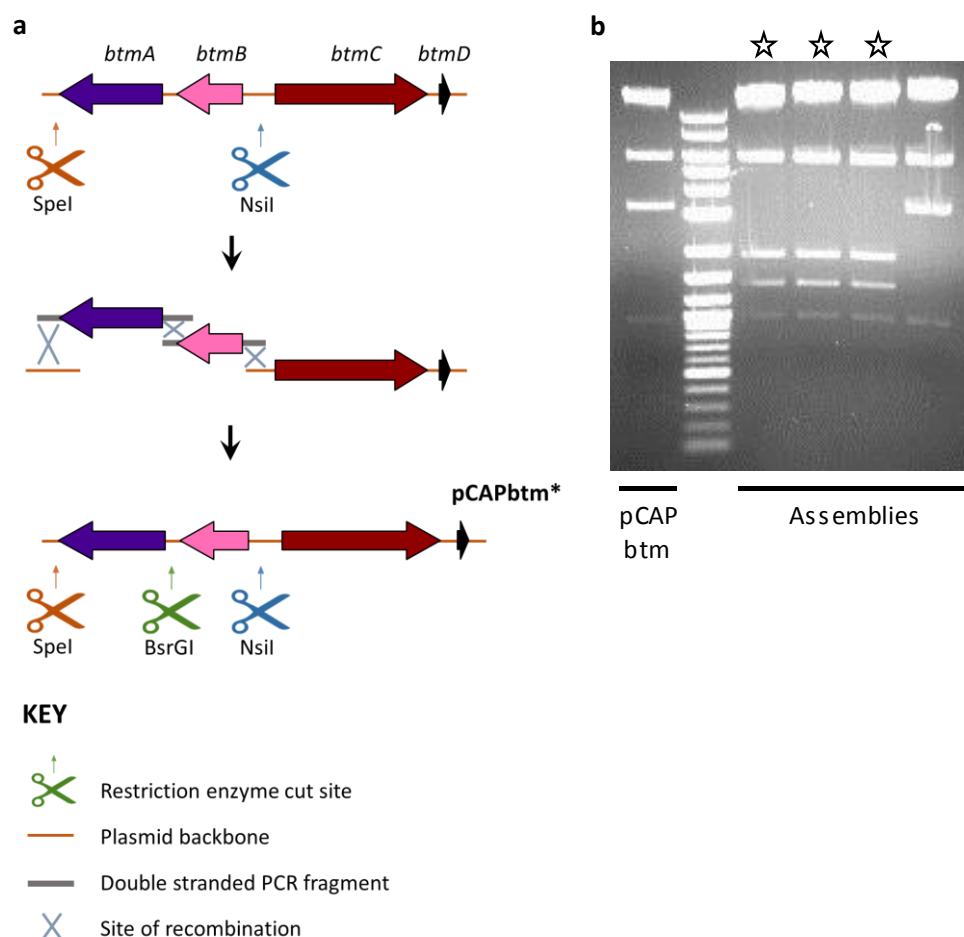 a
btmA btmB btmC btmD
SpeI NsiI
pCAPbtm*
SpeI BsrGI NsiI
KEY
Restriction enzyme cut site
Plasmid backbone
Double stranded PCR fragment
Site of recombination
b
pCAP
btm
Assemblies